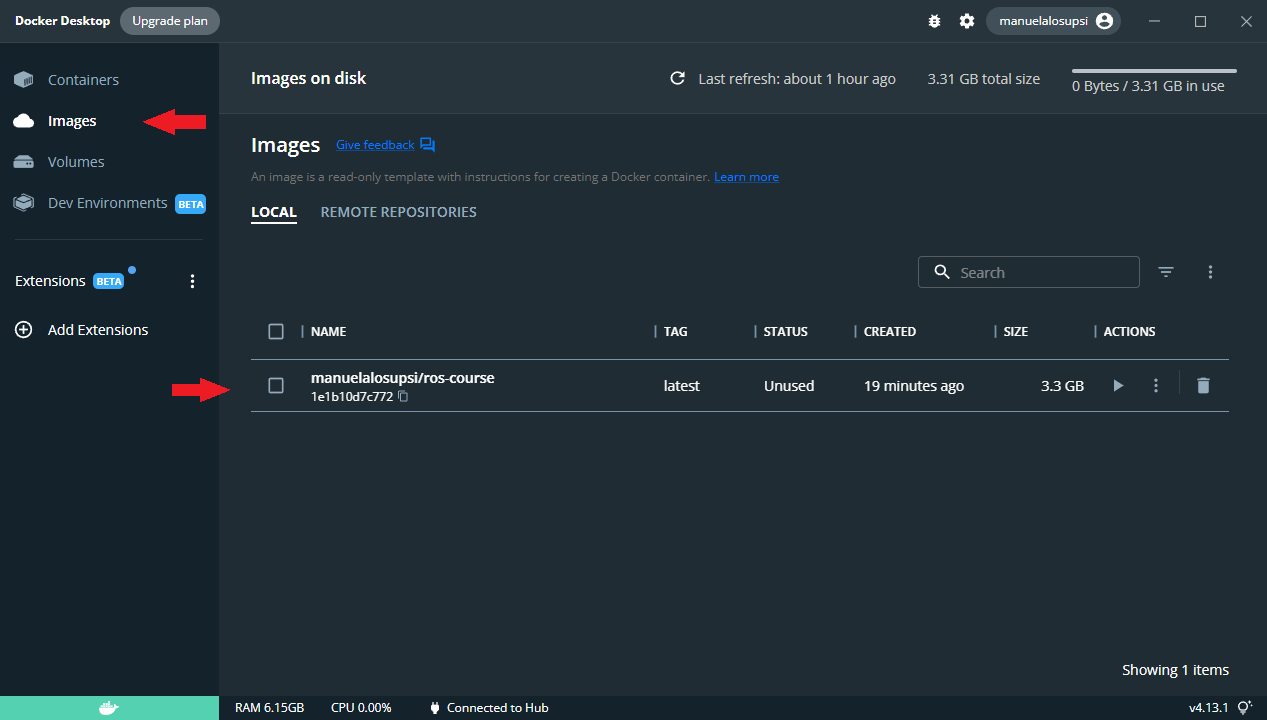 Docker Desktop Upgrade plan manuelalosupsi
Containers
Images
Volumes
Dev Environments BETA
Extensions BETA
Add Extensions
Images on disk Last refresh: about 1 hour ago 3.31 GB total size 0 Bytes / 3.31 GB in use
Images Give feedback
An image is a read-only template with instructions for creating a Docker container. Learn more
LOCAL REMOTE REPOSITORIES
Search
NAME TAG STATUS CREATED SIZE ACTIONS
manuelalosupsi/ros-course latest Unused 19 minutes ago 3.3 GB
1e1b10d7c772
Showing 1 items
RAM 6.15GB CPU 0.00% Connected to Hub v4.13.1